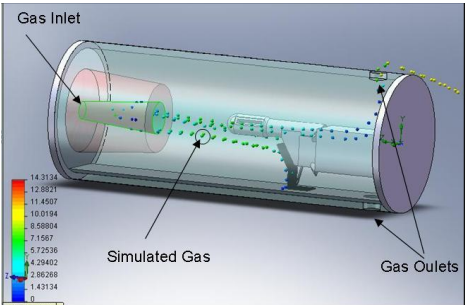 Gas Inlet
14.3134
12.8821
11.4507
10.0194
8.58804
7.1567
5.72536
4.29402
2.86268
1.43134
0
Z
Y
Simulated Gas
Gas Oulets